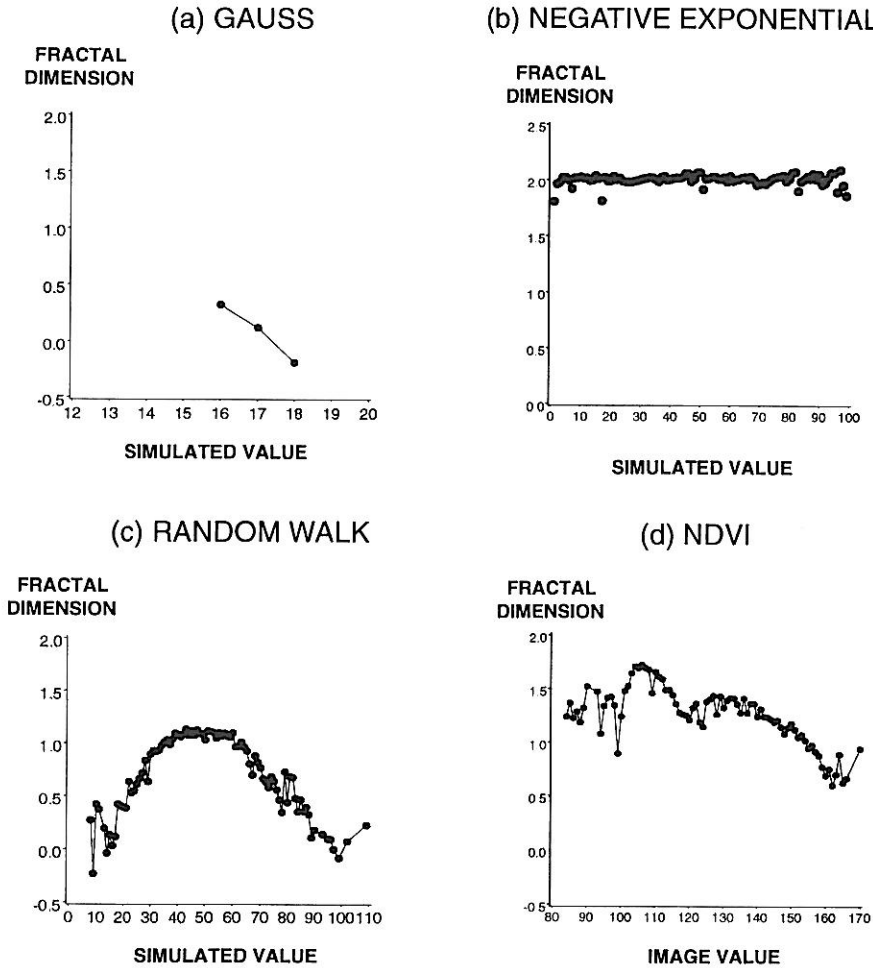 (a) GAUSS
FRACTAL
DIMENSION
2.0
1.5
1.0
0.5
0.0
-0.5
12 13 14 15 16 17 18 19 20
SIMULATED VALUE
(b) NEGATIVE EXPONENTIAL
FRACTAL
DIMENSION
2.5
2.0
1.5
1.0
0.5
0.0
0 10 20 30 40 50 60 70 80 90 100
SIMULATED VALUE
(c) RANDOM WALK
FRACTAL
DIMENSION
2.0
1.5
1.0
0.5
0.0
-0.5
0 10 20 30 40 50 60 70 80 90 100 110
SIMULATED VALUE
(d) NDVI
FRACTAL
DIMENSION
2.0
1.5
1.0
0.5
0.0
-0.5
80 90 100 110 120 130 140 150 160 170
IMAGE VALUE